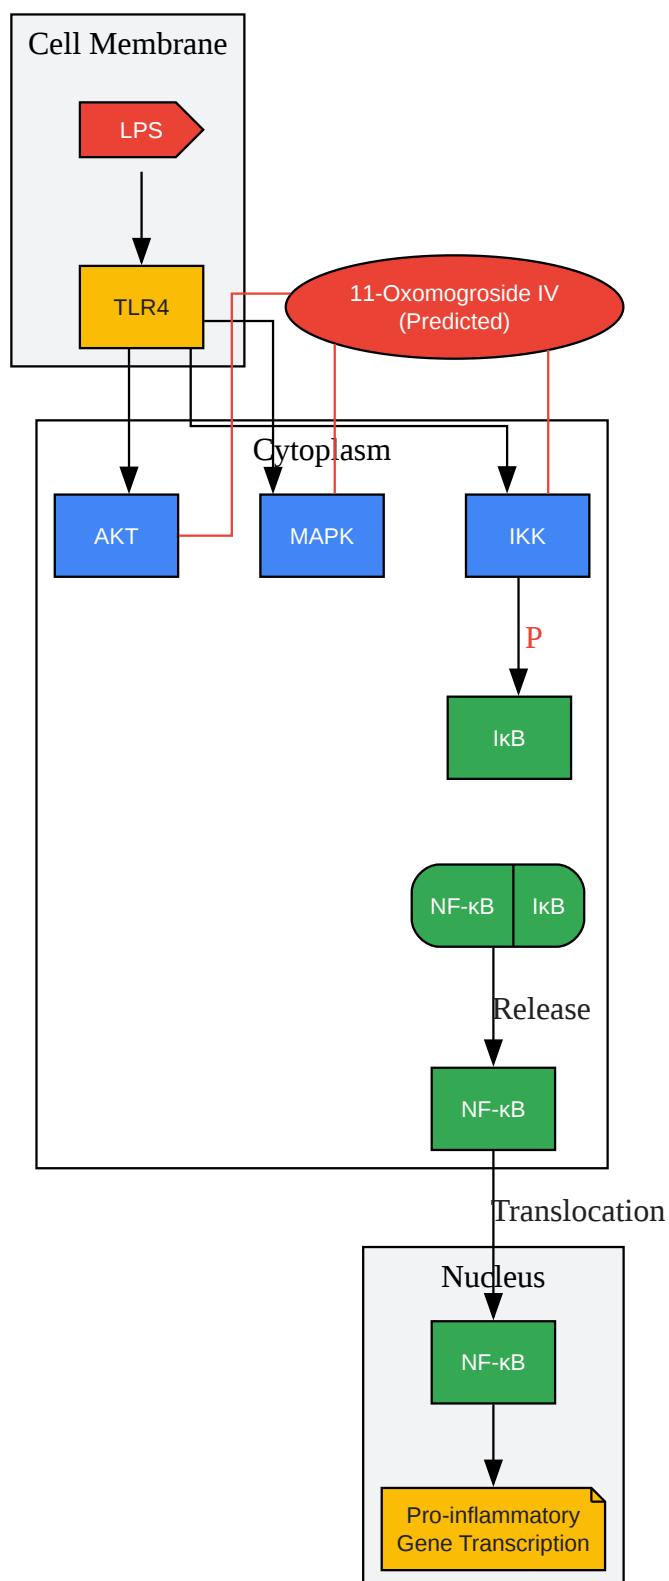 Cell Membrane
LPS
TLR4
11-Oxomogroside IV
(Predicted)
Cytoplasm
AKT
MAPK
IKK
P
IκB
NF-κB
IκB
Release
NF-κB
Translocation
Nucleus
NF-κB
Pro-inflammatory
Gene Transcription